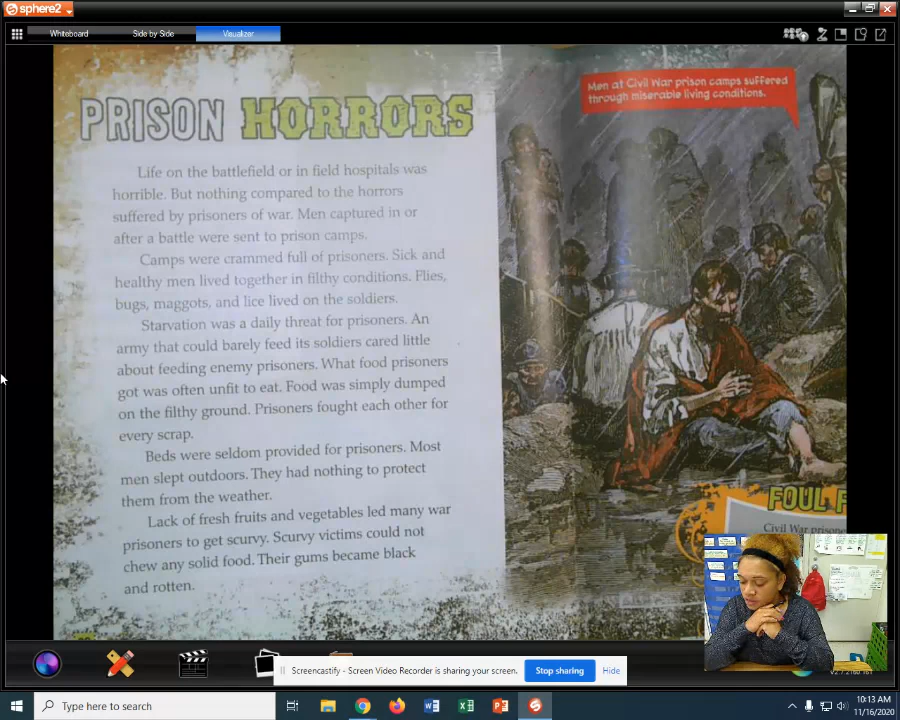 sphere2
Whiteboard
Side by Side
Visualizer
PRISON HORRORS
Men at Civil War prison camps suffered
through miserable living conditions.
Life on the battlefield or in field hospitals was
horrible. But nothing compared to the horrors
suffered by prisoners of war. Men captured in or
after a battle were sent to prison camps.
Camps were crammed full of prisoners. Sick and
healthy men lived together in filthy conditions. Flies,
bugs, maggots, and lice lived on the soldiers.
Starvation was a daily threat for prisoners. An
army that could barely feed its soldiers cared little
about feeding enemy prisoners. What food prisoners
got was often unfit to eat. Food was simply dumped
on the filthy ground. Prisoners fought each other for
every scrap.
Beds were seldom provided for prisoners. Most
men slept outdoors. They had nothing to protect
them from the weather.
Lack of fresh fruits and vegetables led many war
prisoners to get scurvy. Scurvy victims could not
chew any solid food. Their gums became black
and rotten.
FOUL F
Civil War prisone
Screencastify - Screen Video Recorder is sharing your screen.
Stop sharing
Hide
Type here to search
10:13 AM
11/16/2020